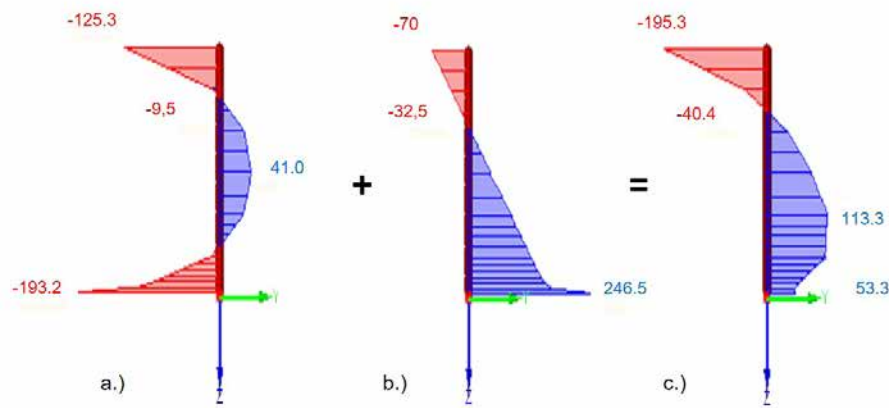 -125.3
-9,5
41.0
-193.2
Y
Z
a.)
+
-70
-32,5
246.5
Y
Z
b.)
=
-195.3
-40.4
113.3
53.3
Y
Z
c.)